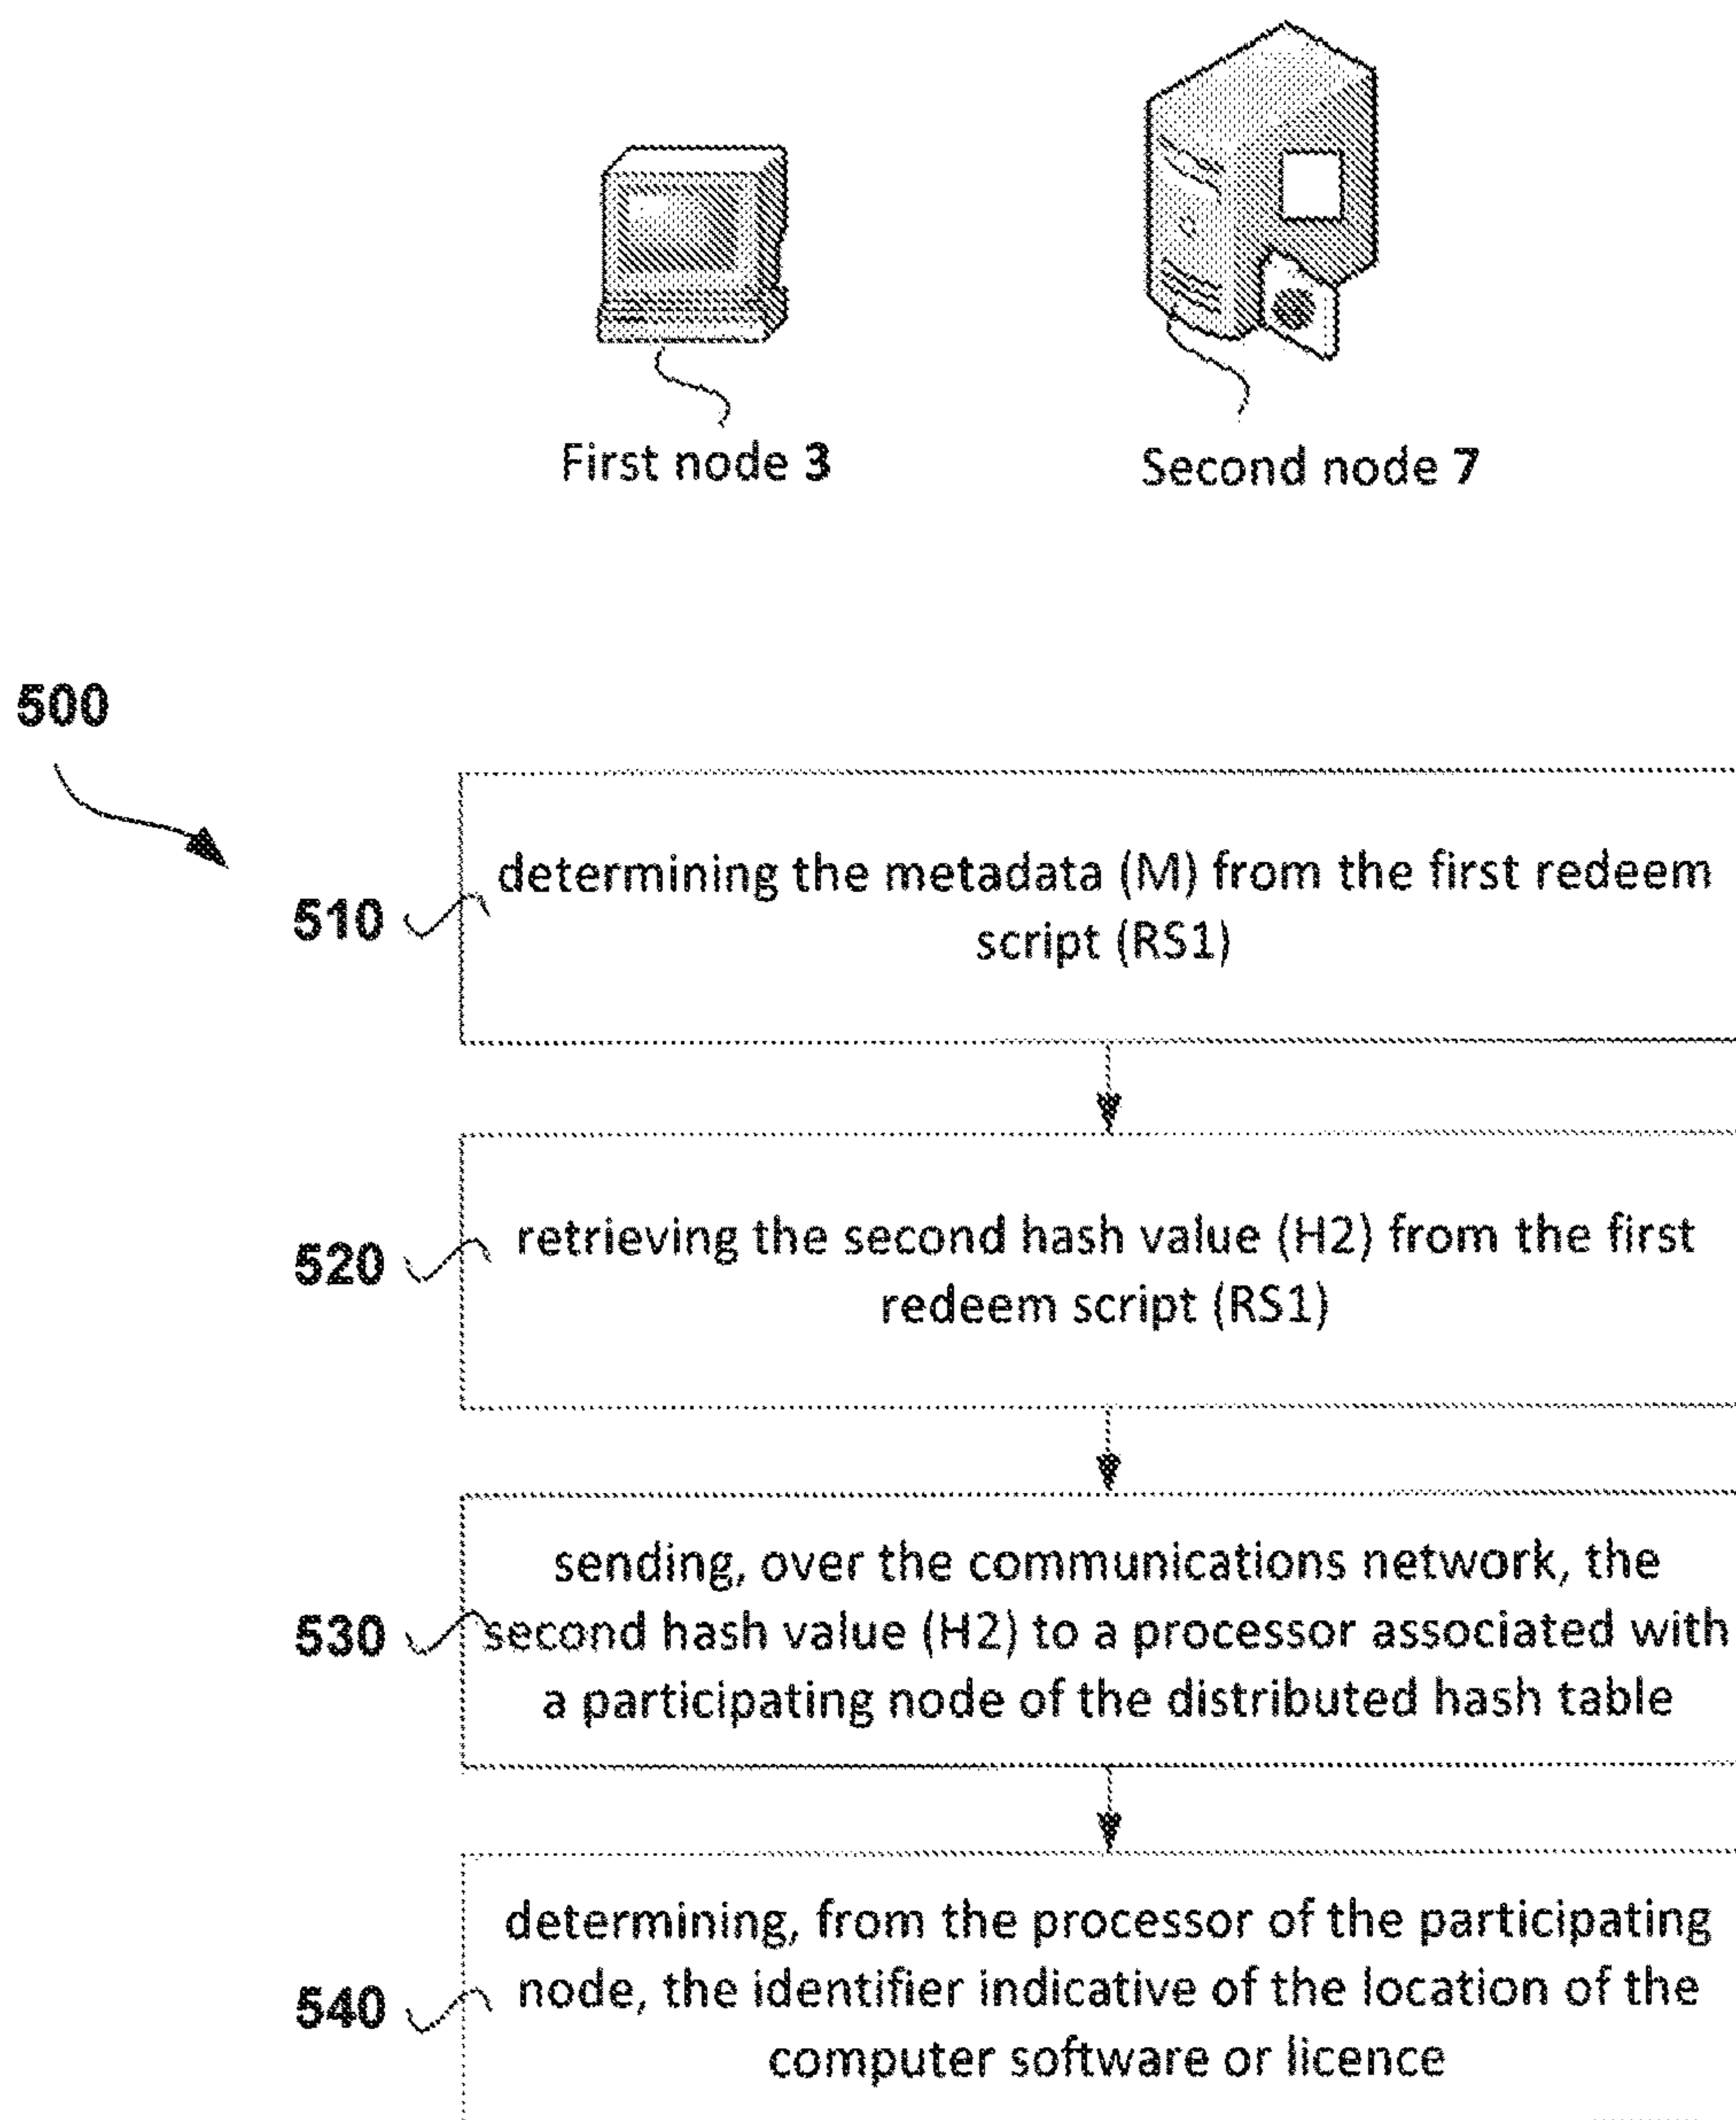 First node 3
Second node 7
500
510
determining the metadata (M) from the first redeem
script (RS1)
520
retrieving the second hash value (H2) from the first
redeem script (RS1)
530
sending, over the communications network, the
second hash value (H2) to a processor associated with
a participating node of the distributed hash table
540
determining, from the processor of the participating
node, the identifier indicative of the location of the
computer software or licence